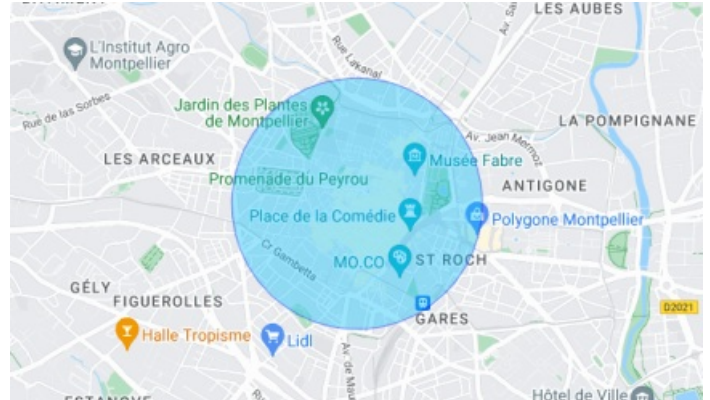 LES AUBES
L'Institut Agro
Montpellier
Rue Lakanal
Rue de las Sorbes
Jardin des Plantes
de Montpellier
LA POMPIGNANE
Av. Jean Mermoz
LES ARCEAUX
Musée Fabre
Promenade du Peyrou
ANTIGONE
Place de la Comédie
Polygone Montpellier
Cr Gambetta
MO.CO
ST ROCH
GÉLY
FIGUEROLLES
GARES
D2021
Halle Tropisme
Lidl
Hôtel de Ville